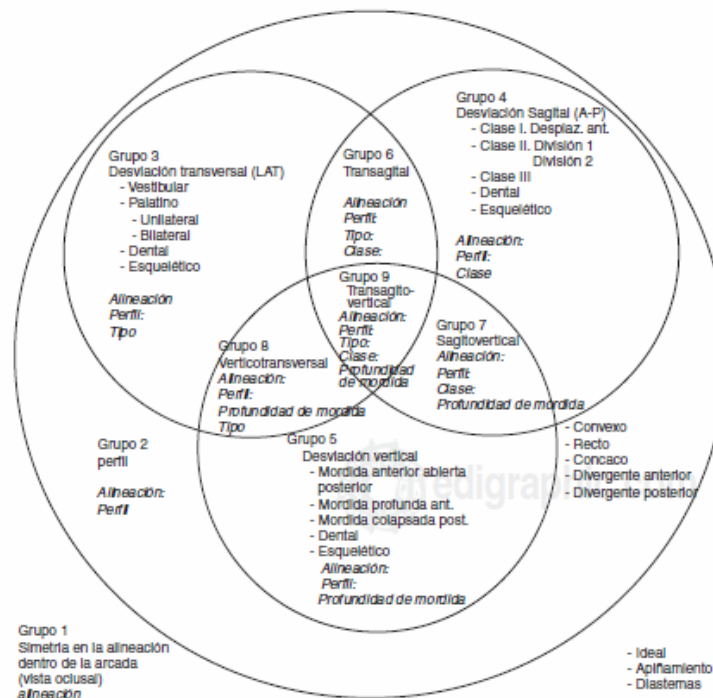 Grupo 4
Desviación Sagital (A-P)
- Clase I. Desplaz. ant.
- Clase II. División 1
División 2
- Clase III
- Dental
- Esquelético
Alineación:
Perfil:
Clase
Grupo 3
Desviación transversal (LAT)
- Vestibular
- Palatino
- Unilateral
- Bilateral
- Dental
- Esquelético
Alineación
Perfil:
Tipo
Grupo 6
Transagital
Alineación
Perfil:
Tipo:
Clase:
Grupo 9
Transagito-
vertical
Alineación:
Perfil:
Tipo:
Clase:
Profundidad
de mordida
Grupo 7
Sagitovertical
Alineación:
Perfil:
Clase:
Profundidad de mordida
Grupo 8
Verticotransversal
Alineación:
Perfil:
Profundidad de mordida
Tipo
Grupo 5
Desviación vertical
- Mordida anterior abierta
posterior
- Mordida profunda ant.
- Mordida colapsada post.
- Dental
- Esquelético
Alineación:
Perfil:
Profundidad de mordida
- Convexo
- Recto
- Concaco
- Divergente anterior
- Divergente posterior
Grupo 2
perfil
Alineación:
Perfil
Grupo 1
Simetria en la alineación
dentro de la arcada
(vista oclusal)
alineación
- Ideal
- Apiñamiento
- Diastemas